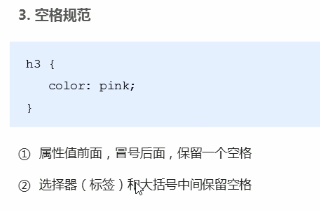 3. 空格规范
h3 {
color: pink;
}
① 属性值前面，冒号后面，保留一个空格
② 选择器（标签）和大括号中间保留空格